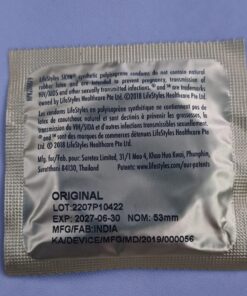 LifeStyles SKYN® synthetic polyisoprene condoms do not contain natural
rubber latex and are intended to prevent pregnancy, transmission of
HIV/AIDS and other sexually transmitted infections. ® and ™ are trademarks
owned by LifeStyles Healthcare Pte Ltd ©2018 LifeStyles Healthcare Pte Ltd.
Les condoms LifeStyles en polyisoprène synthétique ne contiennent pas de
latex de caoutchouc naturel et sont destinés à prévenir les grossesses, la
transmission du VIH/SIDA et d'autres infections transmissibles
sexuellement. ® et ™ sont des marques de commerce détenues LifeStyles Healthcare Pte
Ltd ©2018 LifeStyles Healthcare Pte Ltd.
Mfg for/Fab. pour: Suretex Limited, 31/1 Moo 4, Khao Hua Kwai, Phunphin,
Suratthani 84130, Thailand. www.lifestyles.com/our-patents
ORIGINAL
LOT:2207P10422
EXP: 2027-06-30 NOM: 53mm
MFG/FAB:INDIA
KA/DEVICE/MFG/MD/2019/000056